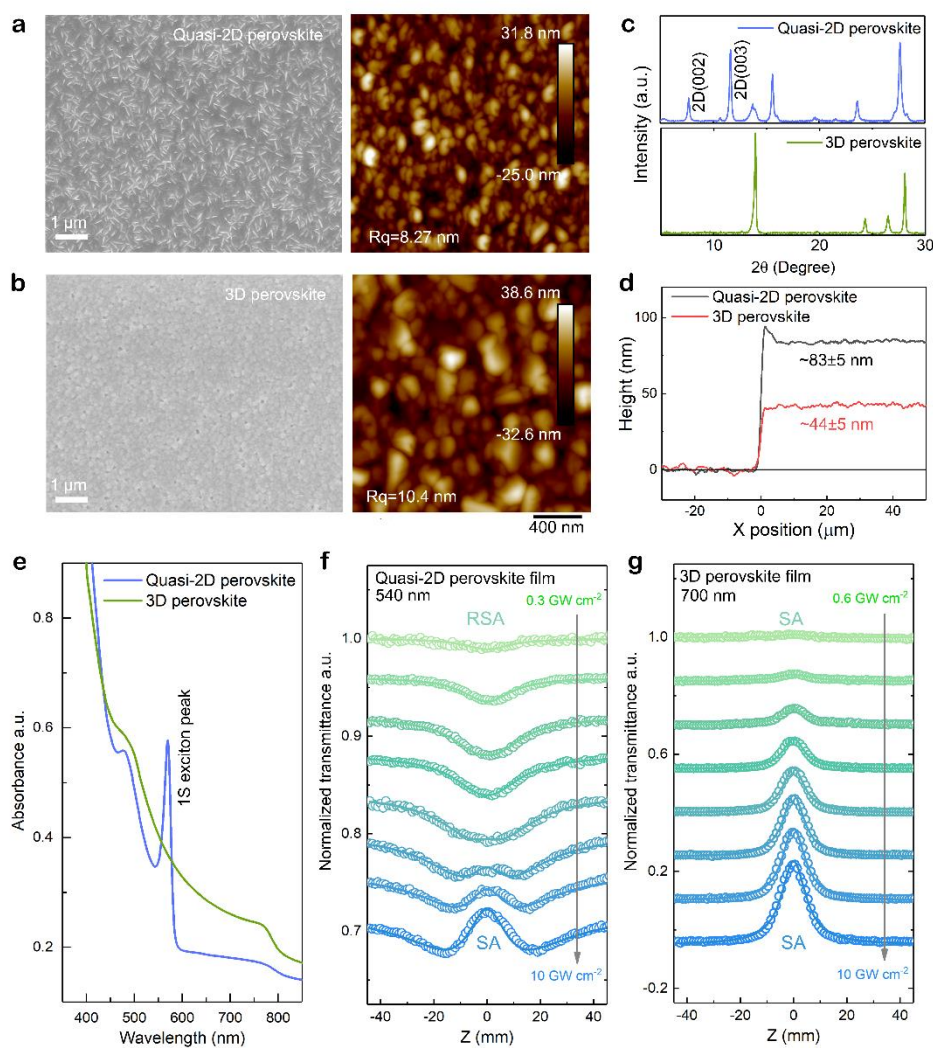 a
Quasi-2D perovskite
1 μm
31.8 nm
-25.0 nm
Rq=8.27 nm
b
3D perovskite
1 μm
38.6 nm
-32.6 nm
Rq=10.4 nm
400 nm
c
Quasi-2D perovskite
2D(002)
2D(003)
3D perovskite
Intensity (a.u.)
10 20 30
2θ (Degree)
d
Quasi-2D perovskite
3D perovskite
100
50
0
~83±5 nm
~44±5 nm
Height (nm)
-20 0 20 40
X position (μm)
e
Quasi-2D perovskite
3D perovskite
1S exciton peak
0.8
0.6
0.4
0.2
Absorbance a.u.
400 500 600 700 800
Wavelength (nm)
f
Quasi-2D perovskite film
540 nm
0.3 GW cm-2
RSA
1.0
0.9
0.8
0.7
SA
10 GW cm-2
Normalized transmittance a.u.
-40 -20 0 20 40
Z (mm)
g
3D perovskite film
700 nm
0.6 GW cm-2
SA
1.0
0.6
0.2
-0.2
SA
10 GW cm-2
Normalized transmittance a.u.
-40 -20 0 20 40
Z (mm)